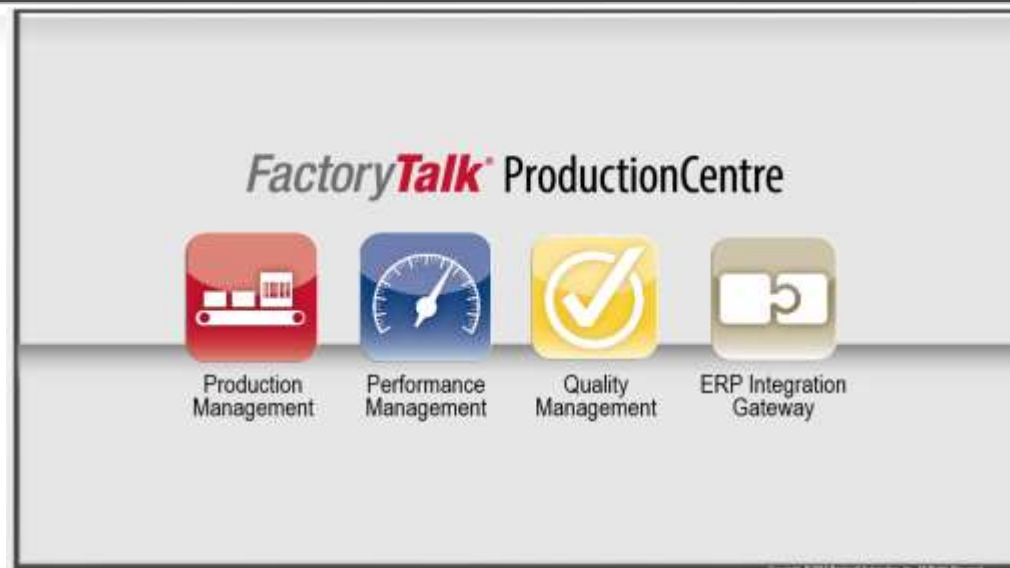 FactoryTalk® ProductionCentre
Production
Management
Performance
Management
Quality
Management
ERP Integration
Gateway